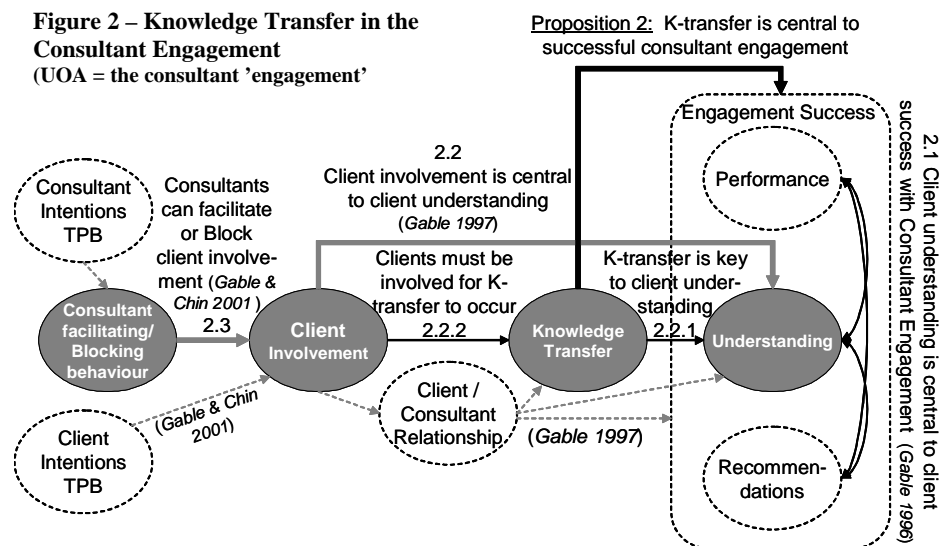 Figure 2 – Knowledge Transfer in the
Consultant Engagement
(UOA = the consultant ’engagement’
Proposition 2: K-transfer is central to
successful consultant engagement
Engagement Success
Performance
2.1 Client understanding is central to client
success with Consultant Engagement (Gable 1996)
Consultant
Intentions
TPB
Consultants
can facilitate
or Block
client involve-
ment (Gable &
Chin 2001 )
2.3
2.2
Client involvement is central
to client understanding
(Gable 1997)
Clients must be
involved for K-
transfer to occur
2.2.2
K-transfer is key
to client under-
standing
2.2.1
Consultant
facilitating/
Blocking
behaviour
Client
Involvement
Knowledge
Transfer
Understanding
Client
Intentions
TPB
(Gable & Chin
2001)
Client /
Consultant
Relationship
(Gable 1997)
Recommen-
dations